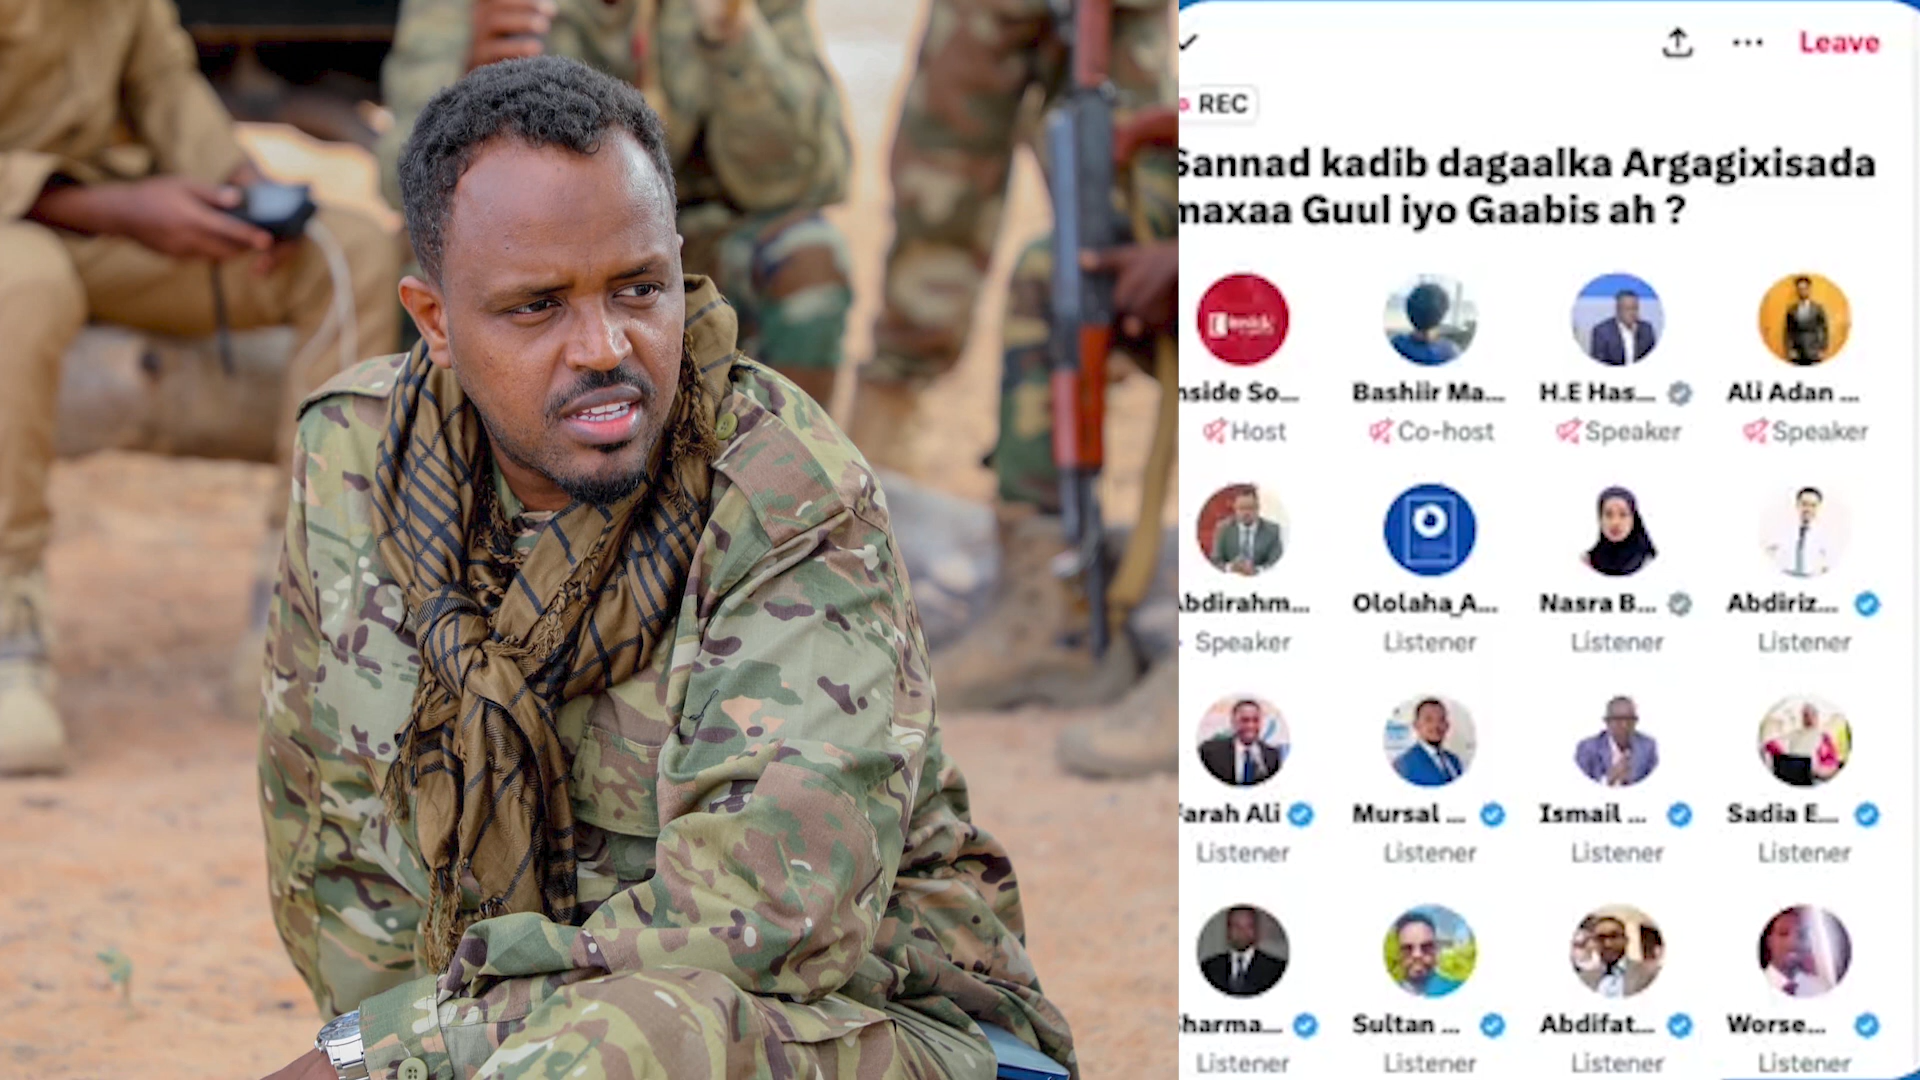 Leave
REC
Sannad kadib dagaalka Argagixisada
maxaa Guul iyo Gaabis ah ?
nside So... Bashiir Ma... H.E Has... Ali Adan ...
Host Co-host Speaker Speaker
Abdirahm... Ololaha_A... Nasra B... Abdiriz...
Speaker Listener Listener Listener
Farah Ali Mursal ... Ismail ... Sadia E...
Listener Listener Listener Listener
Sharma... Sultan ... Abdifat... Worse...
Listener Listener Listener Listener